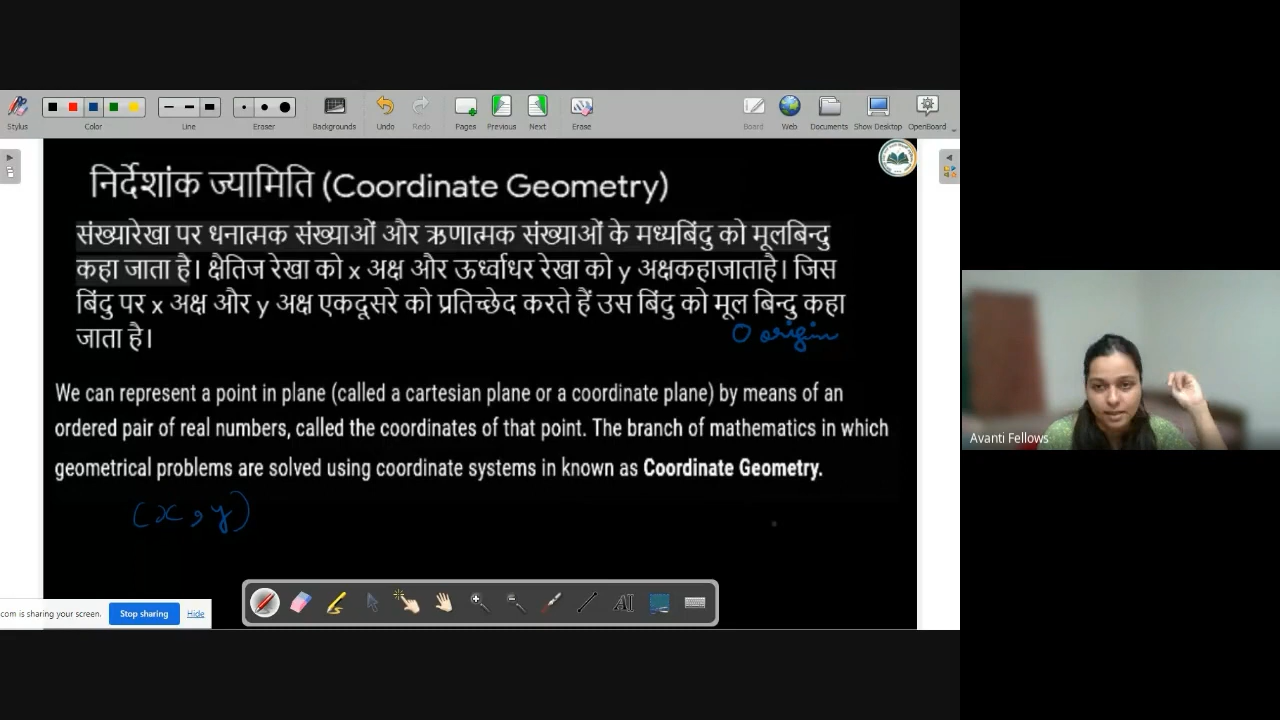 Stylus
Color
Line
Eraser
Backgrounds
Undo
Redo
Pages
Previous
Next
Erase
Board
Web
Documents
Show Desktop
OpenBoard
निर्देशांक ज्यामिति (Coordinate Geometry)
संख्यारेखा पर धनात्मक संख्याओं और ऋणात्मक संख्याओं के मध्यबिंदु को मूलबिन्दु
कहा जाता है। क्षैतिज रेखा को x अक्ष और ऊर्ध्वाधर रेखा को y अक्षकहाजाताहै। जिस
बिंदु पर x अक्ष और y अक्ष एकदूसरे को प्रतिच्छेद करते हैं उस बिंदु को मूल बिन्दु कहा
जाता है।
O origin
We can represent a point in plane (called a cartesian plane or a coordinate plane) by means of an
ordered pair of real numbers, called the coordinates of that point. The branch of mathematics in which
geometrical problems are solved using coordinate systems in known as Coordinate Geometry.
(x, y)
com is sharing your screen.
Stop sharing
Hide
Avanti Fellows